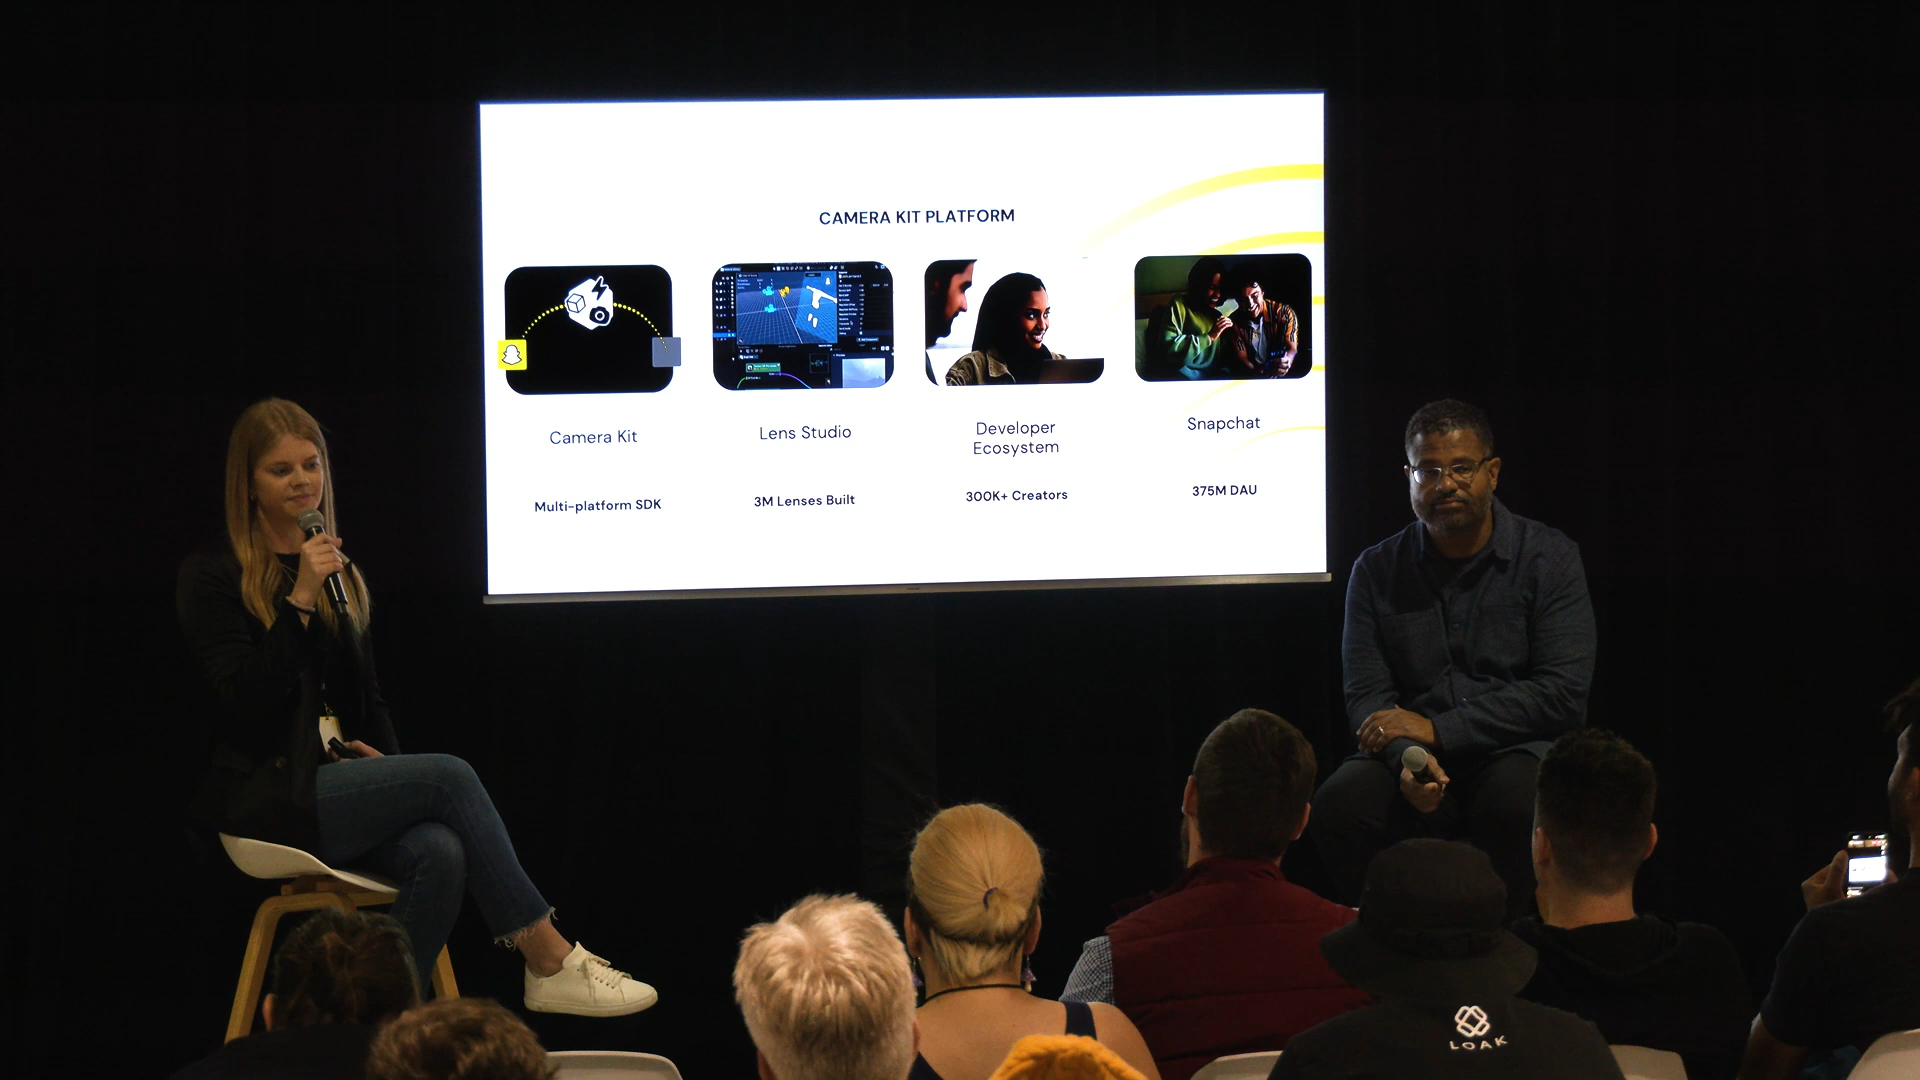 CAMERA KIT PLATFORM
Camera Kit
Lens Studio
Developer
Ecosystem
Snapchat
Multi-platform SDK
3M Lenses Built
300K+ Creators
375M DAU
LOAK